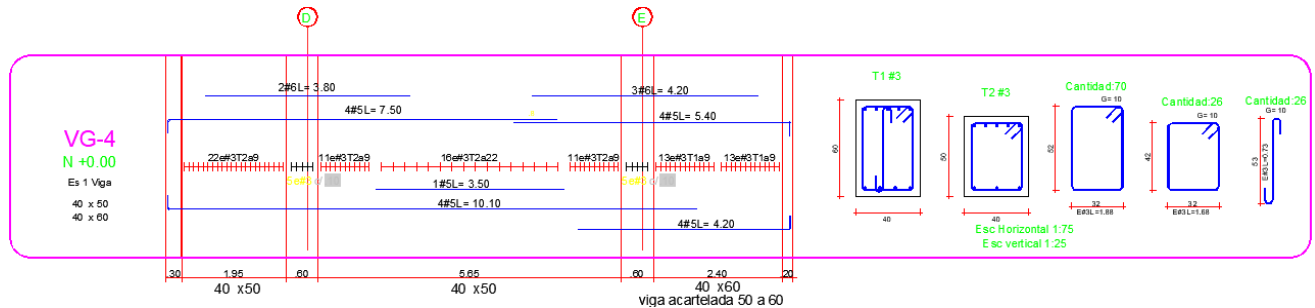 D
E
T1 #3
Cantidad:70
G= 10
Cantidad:26
G= 10
Cantidad:26
G= 10
2#6L= 3.80
3#6L= 4.20
T2 #3
4#5L= 7.50
4#5L= 5.40
VG-4
N +0.00
Es 1 Viga
40 x 50
40 x 60
22e#3T2a9
11e#3T2a9
16e#3T2a22
11e#3T2a9
13e#3T1a9
13e#3T1a9
60
50
52
42
53
E#3L=0.73
1#5L= 3.50
4#5L= 10.10
4#5L= 4.20
40
40
32
E#3L=1.88
32
E#3L=1.68
Esc Horizontal 1:75
Esc vertical 1:25
.30
1.95
.60
5.65
.60
2.40
.20
40 x50
40 x50
40 x60
viga acartelada 50 a 60